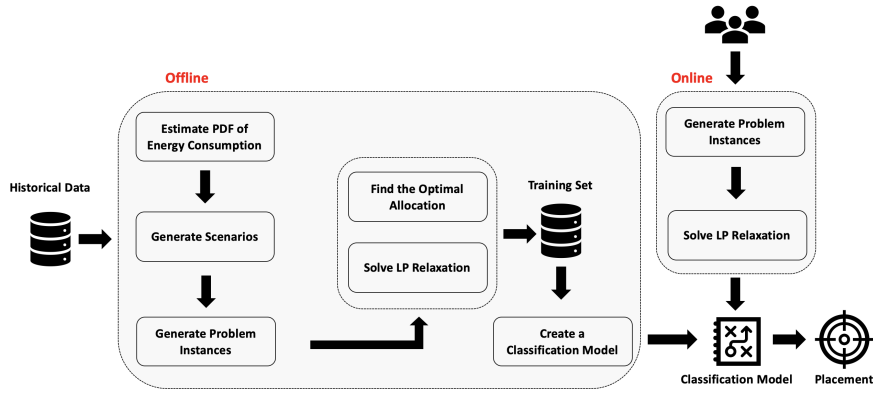 Offline
Online
Historical Data
Estimate PDF of
Energy Consumption
Generate Scenarios
Generate Problem
Instances
Find the Optimal
Allocation
Solve LP Relaxation
Training Set
Create a
Classification Model
Generate Problem
Instances
Solve LP Relaxation
Classification Model
Placement